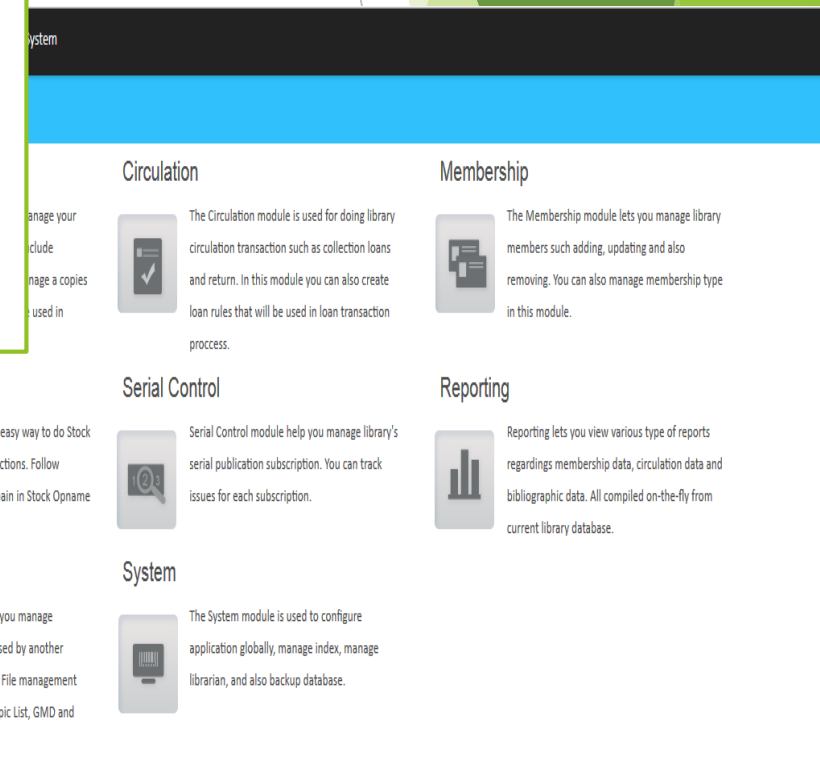 ystem
Circulation
Membership
anage your
clude
nage a copies
used in
The Circulation module is used for doing library
circulation transaction such as collection loans
and return. In this module you can also create
loan rules that will be used in loan transaction
proccess.
The Membership module lets you manage library
members such adding, updating and also
removing. You can also manage membership type
in this module.
Serial Control
Reporting
easy way to do Stock
ctions. Follow
ain in Stock Opname
Serial Control module help you manage library's
serial publication subscription. You can track
issues for each subscription.
Reporting lets you view various type of reports
regardings membership data, circulation data and
bibliographic data. All compiled on-the-fly from
current library database.
System
you manage
sed by another
File management
pic List, GMD and
The System module is used to configure
application globally, manage index, manage
librarian, and also backup database.
1 2 3